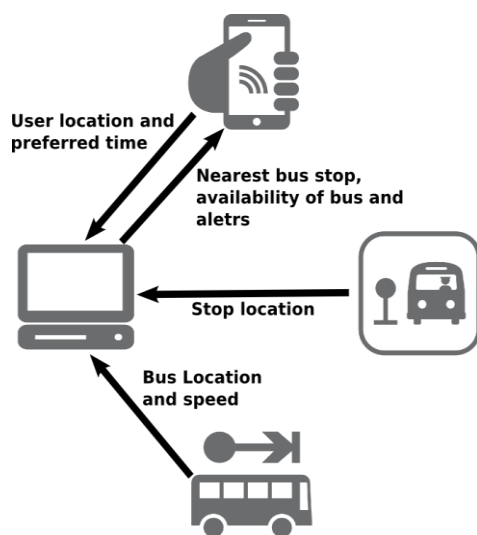 User location and
preferred time
Nearest bus stop,
availability of bus and
aletrs
Stop location
Bus Location
and speed